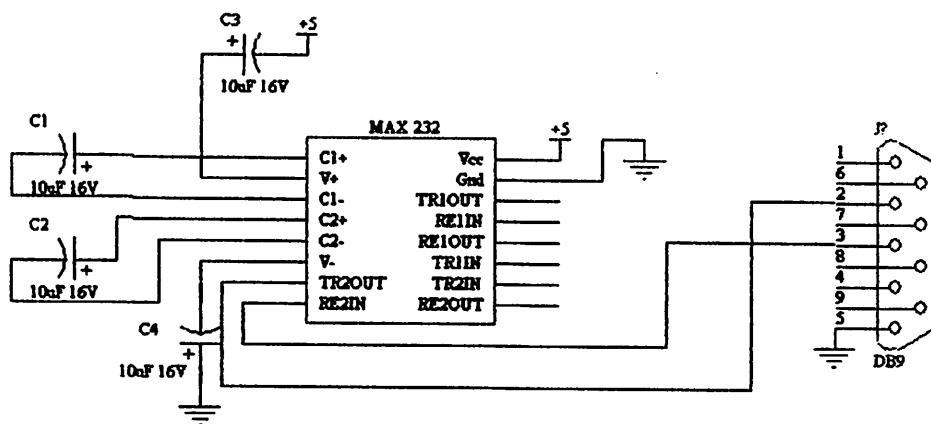 C3
+
+5
10uF 16V
C1
+
10uF 16V
C2
+
10uF 16V
C4
+
10uF 16V
MAX 232
C1+
V+
C1-
C2+
C2-
V-
TR2OUT
RE2IN
Vcc
Gnd
TR1OUT
RE1IN
RE1OUT
TR1IN
TR2IN
RE2OUT
+5
J?
1
6
2
7
3
8
4
9
5
DB9